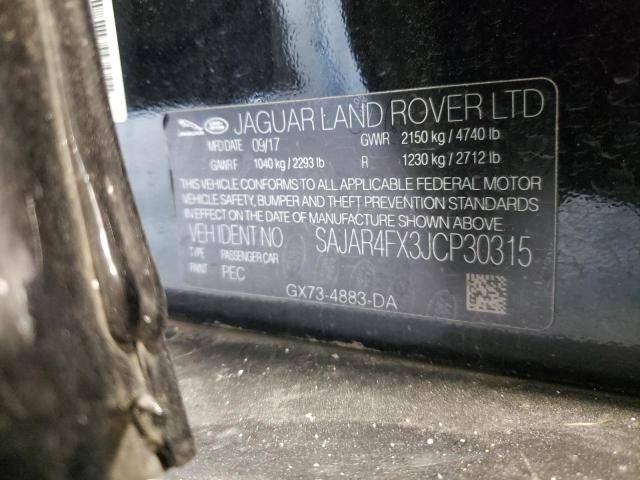 JAGUAR LAND ROVER LTD
MFD DATE 09/17 GVWR 2150 kg / 4740 lb
GAWR F 1040 kg / 2293 lb R 1230 kg / 2712 lb
THIS VEHICLE CONFORMS TO ALL APPLICABLE FEDERAL MOTOR
VEHICLE SAFETY, BUMPER AND THEFT PREVENTION STANDARDS
IN EFFECT ON THE DATE OF MANUFACTURE SHOWN ABOVE
VEH IDENT NO SAJAR4FX3JCP30315
TYPE PASSENGER CAR
PAINT PEC
GX73-4883-DA